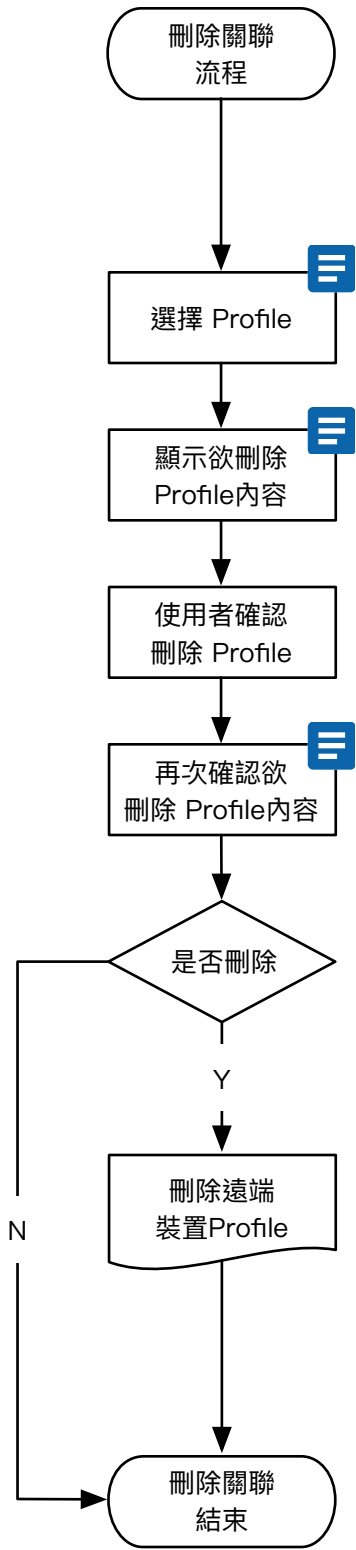 刪除關聯
流程
選擇 Profile
顯示欲刪除
Profile內容
使用者確認
刪除 Profile
再次確認欲
刪除 Profile內容
是否刪除
Y
刪除遠端
裝置Profile
N
刪除關聯
結束